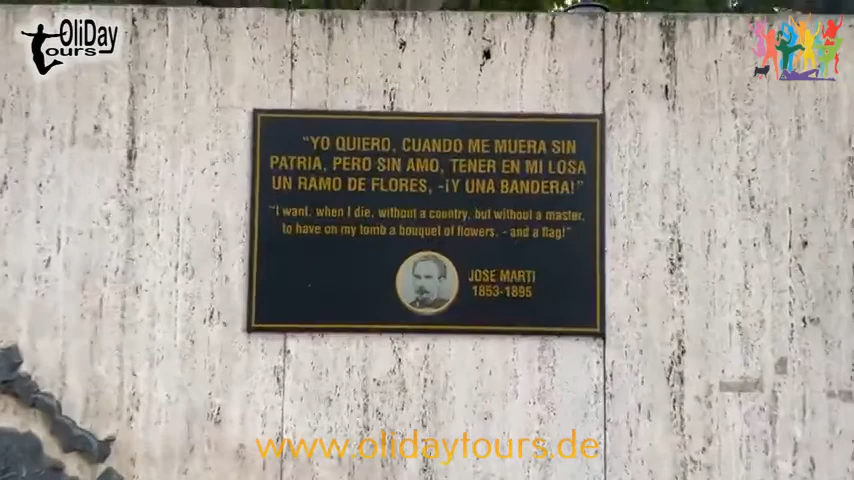 OliDay
Tours
"YO QUIERO, CUANDO ME MUERA SIN
PATRIA, PERO SIN AMO, TENER EN MI LOSA
UN RAMO DE FLORES, -¡Y UNA BANDERA!"
"I want, when I die, without a country, but without a master,
to have on my tomb a bouquet of flowers, - and a flag!"
JOSE MARTI
1853-1895
www.olidaytours.de